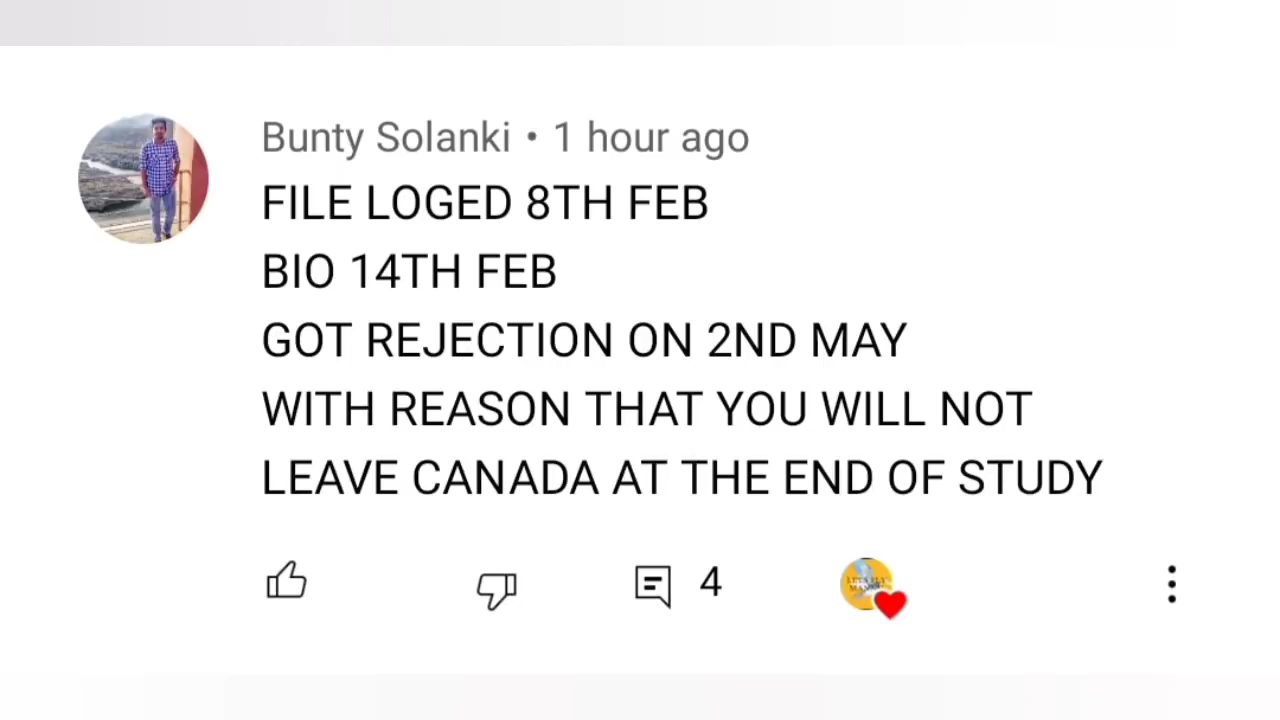 Bunty Solanki • 1 hour ago
FILE LOGED 8TH FEB
BIO 14TH FEB
GOT REJECTION ON 2ND MAY
WITH REASON THAT YOU WILL NOT
LEAVE CANADA AT THE END OF STUDY
4